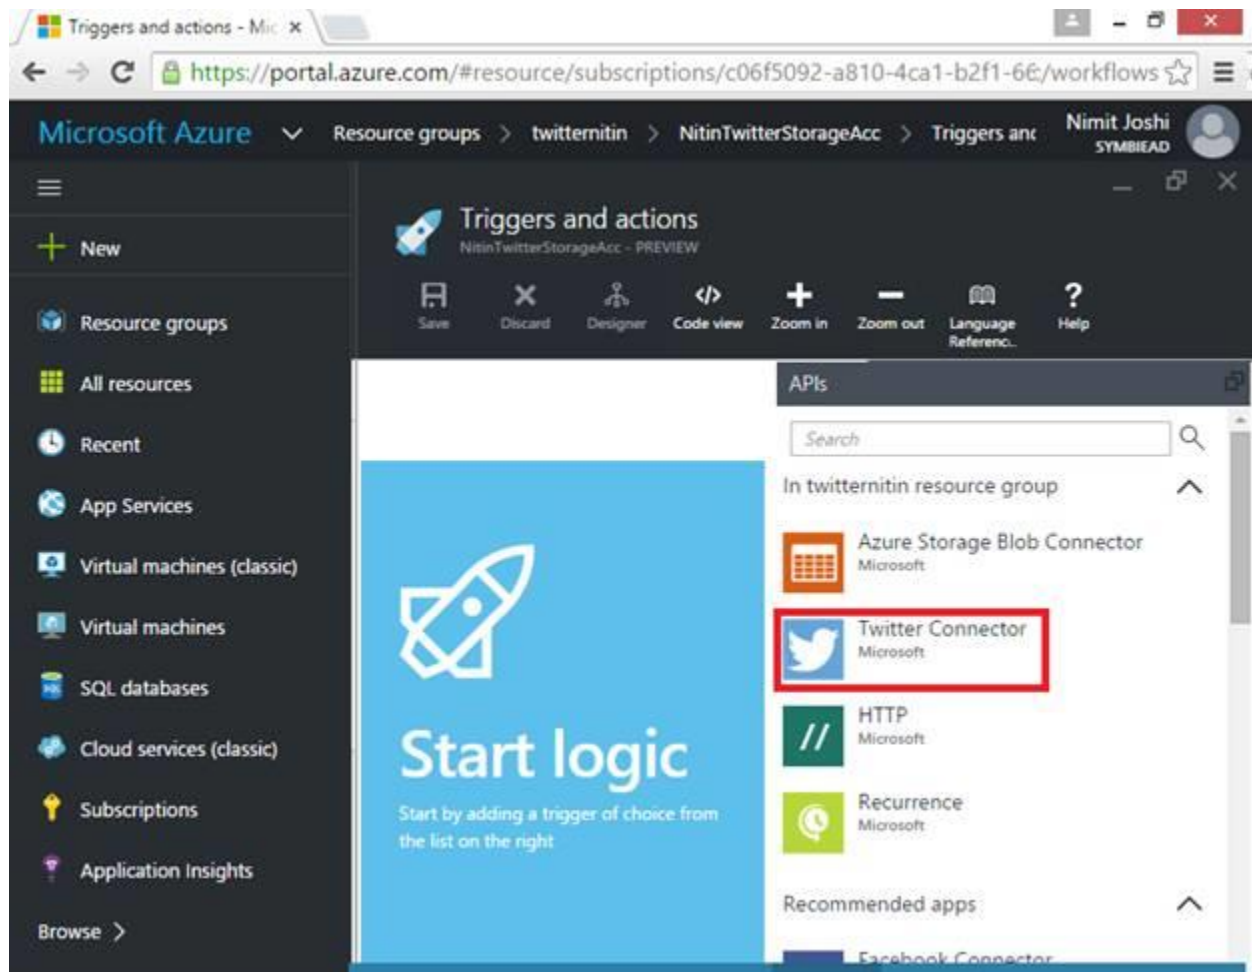 Triggers and actions - Mic
https://portal.azure.com/#resource/subscriptions/c06f5092-a810-4ca1-b2f1-66:/workflows
Microsoft Azure Resource groups > twitternitin > NitinTwitterStorageAcc > Triggers and Nimit Joshi
SYMBIEAD
Triggers and actions
NitinTwitterStorageAcc - PREVIEW
New
Save Discard Designer Code view Zoom in Zoom out Language Referenc... Help
Resource groups
All resources
Recent
App Services
Virtual machines (classic)
Virtual machines
SQL databases
Cloud services (classic)
Subscriptions
Application Insights
Browse >
Start logic
Start by adding a trigger of choice from
the list on the right
APIs
Search
In twitternitin resource group
Azure Storage Blob Connector
Microsoft
Twitter Connector
Microsoft
HTTP
Microsoft
Recurrence
Microsoft
Recommended apps
Facebook Connector